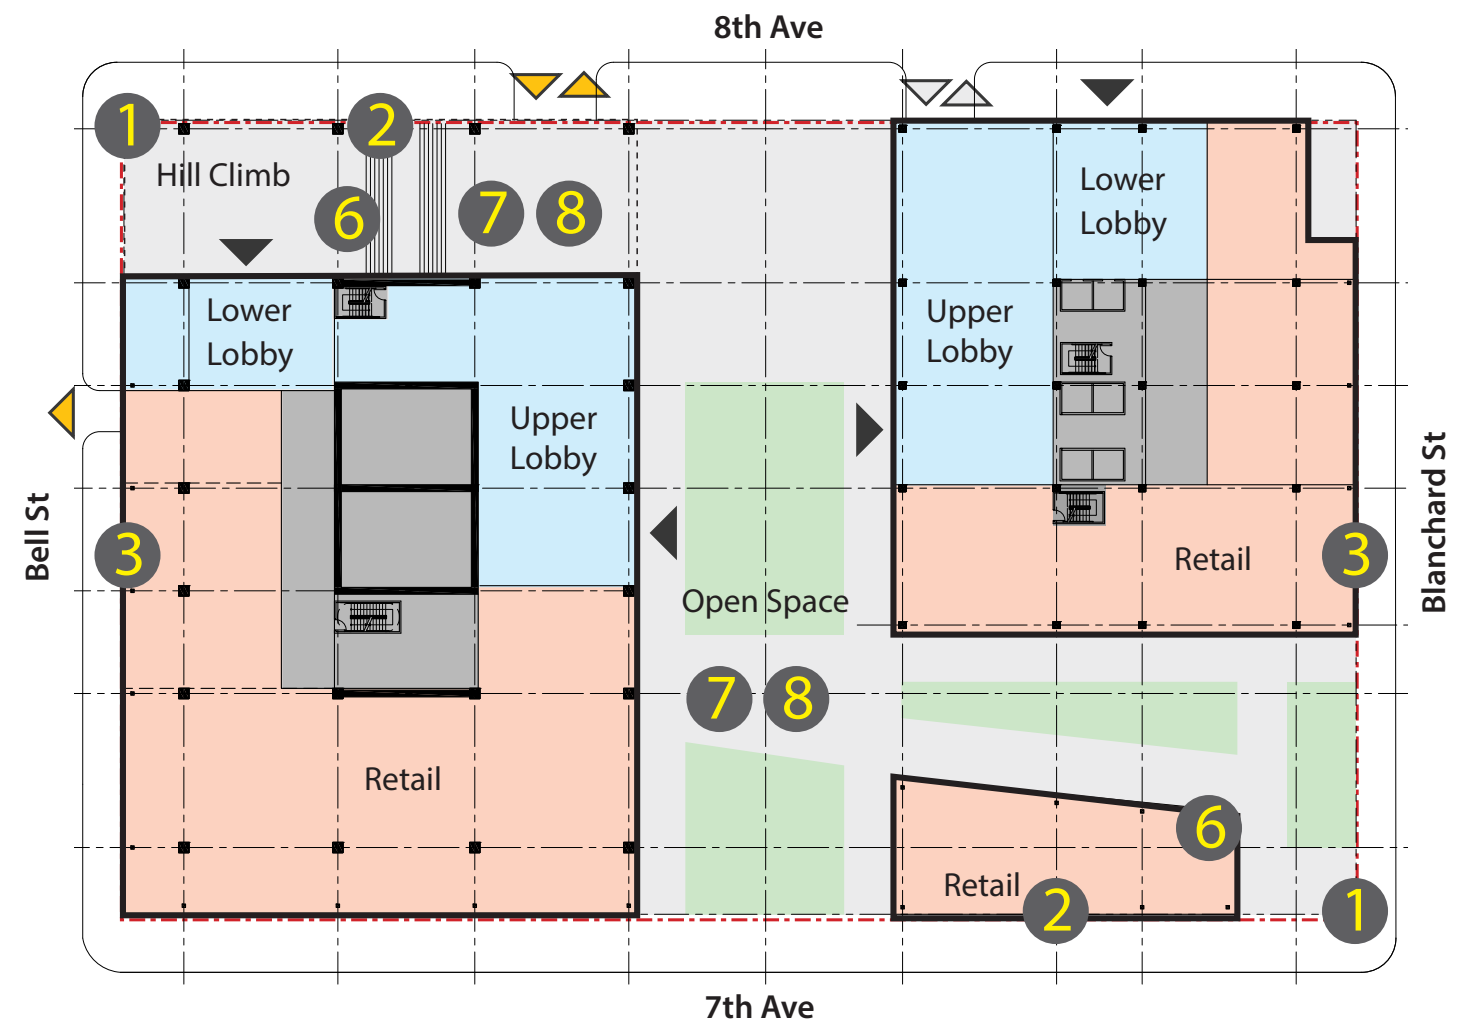 8th Ave
1
2
Hill Climb
6
7
8
Lower
Lobby
Lower
Lobby
Upper
Lobby
Upper
Lobby
Bell St
Blanchard St
3
Retail
3
Open Space
7
8
Retail
6
Retail
2
1
7th Ave